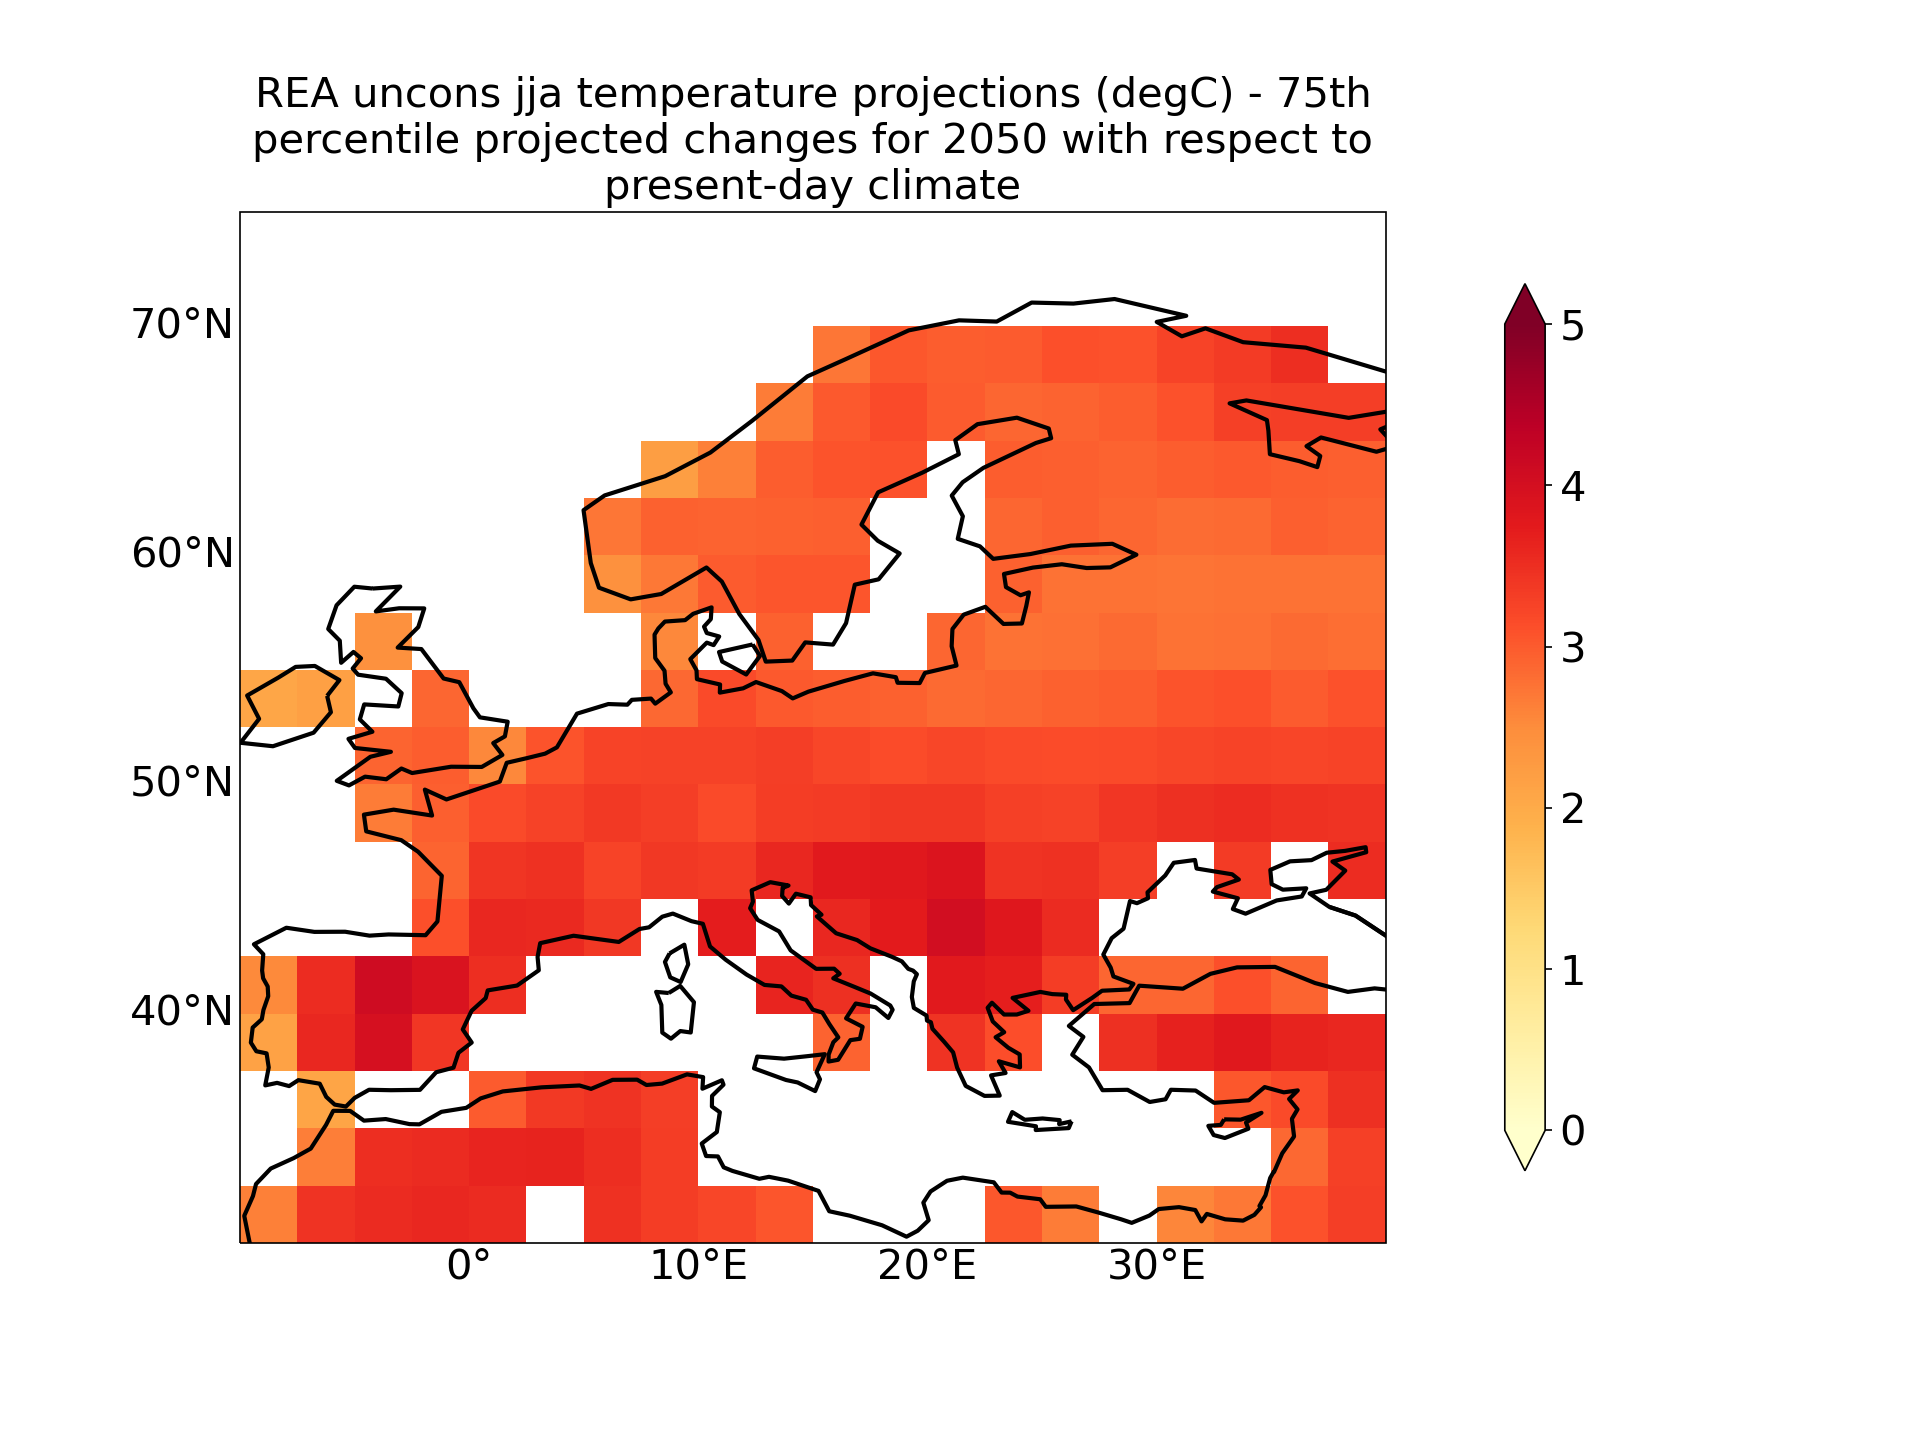 REA uncons jja temperature projections (degC) - 75th
percentile projected changes for 2050 with respect to
present-day climate
70°N
60°N
50°N
40°N
0°
10°E
20°E
30°E
5
4
3
2
1
0